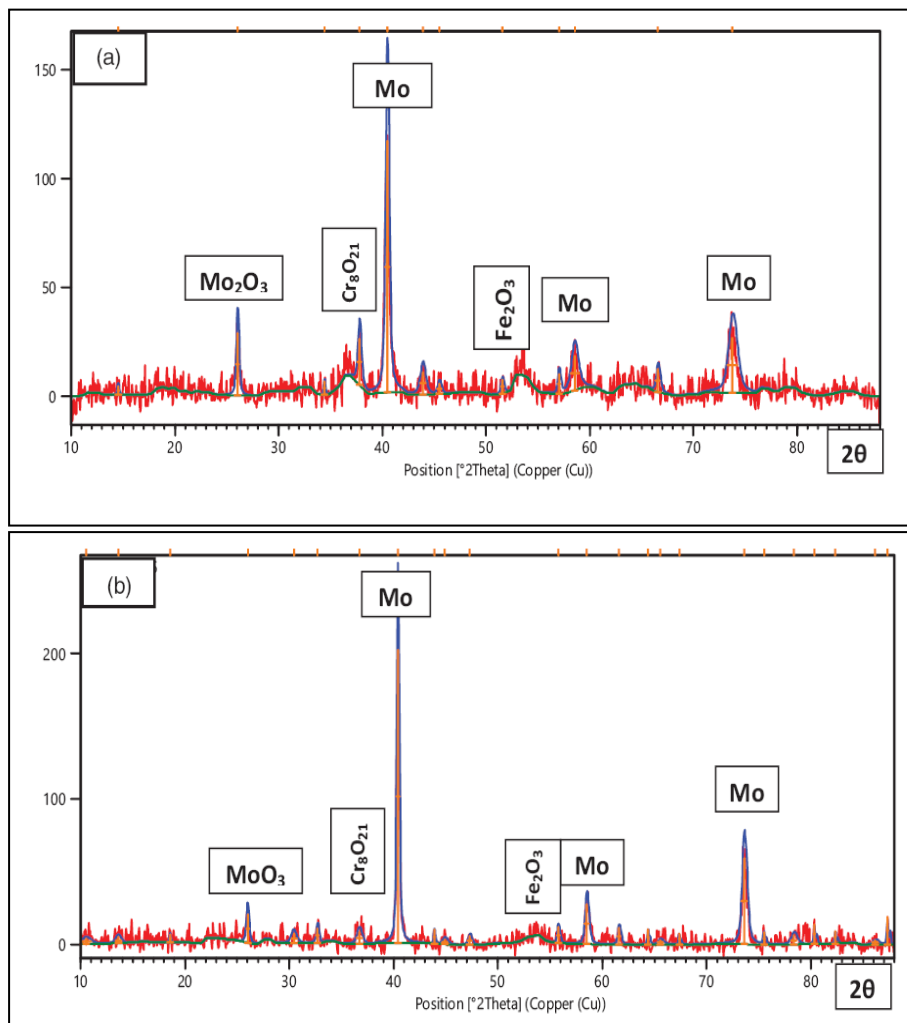 (a)
150
100
50
0
Mo
Mo₂O₃
Cr₈O₂₁
Fe₂O₃
Mo
Mo
10 20 30 40 50 60 70 80
2θ
Position [°2Theta] (Copper (Cu))
(b)
200
100
0
Mo
MoO₃
Cr₈O₂₁
Fe₂O₃
Mo
Mo
10 20 30 40 50 60 70 80
2θ
Position [°2Theta] (Copper (Cu))